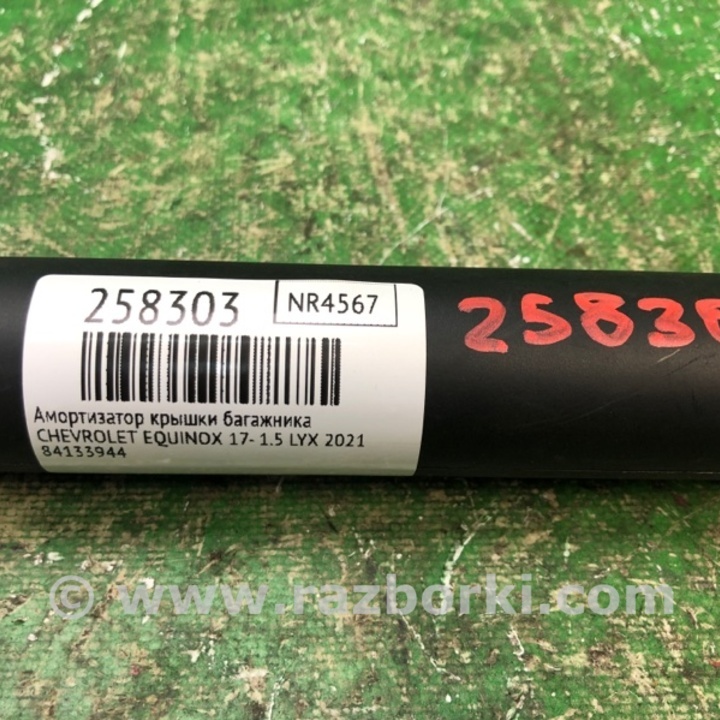 258303
NR4567
Амортизатор крышки багажника
CHEVROLET EQUINOX 17- 1.5 LYX 2021
84133944
© www.razborki.com